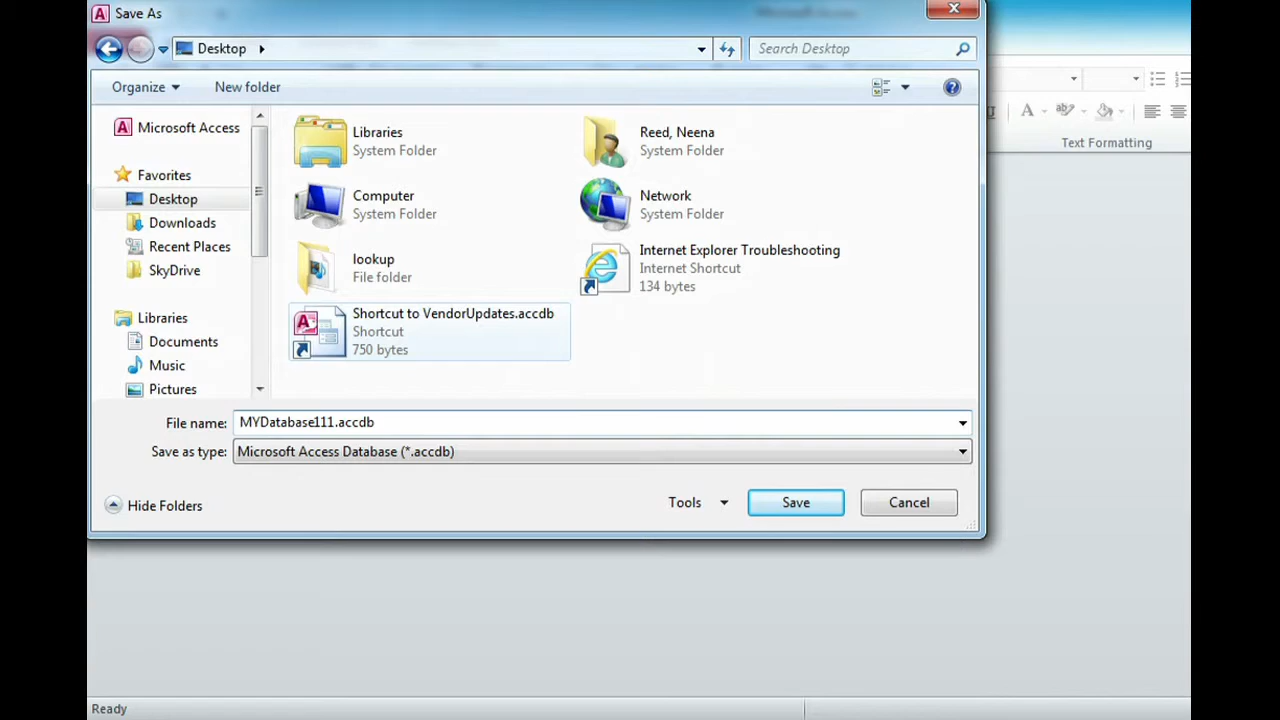 Save As
Desktop
Search Desktop
Organize
New folder
Microsoft Access
Favorites
Desktop
Downloads
Recent Places
SkyDrive
Libraries
Documents
Music
Pictures
Libraries
System Folder
Reed, Neena
System Folder
Computer
System Folder
Network
System Folder
lookup
File folder
Internet Explorer Troubleshooting
Internet Shortcut
134 bytes
Shortcut to VendorUpdates.accdb
Shortcut
750 bytes
File name: MYDatabase111.accdb
Save as type: Microsoft Access Database (*.accdb)
Hide Folders
Tools
Save
Cancel
Text Formatting
Ready